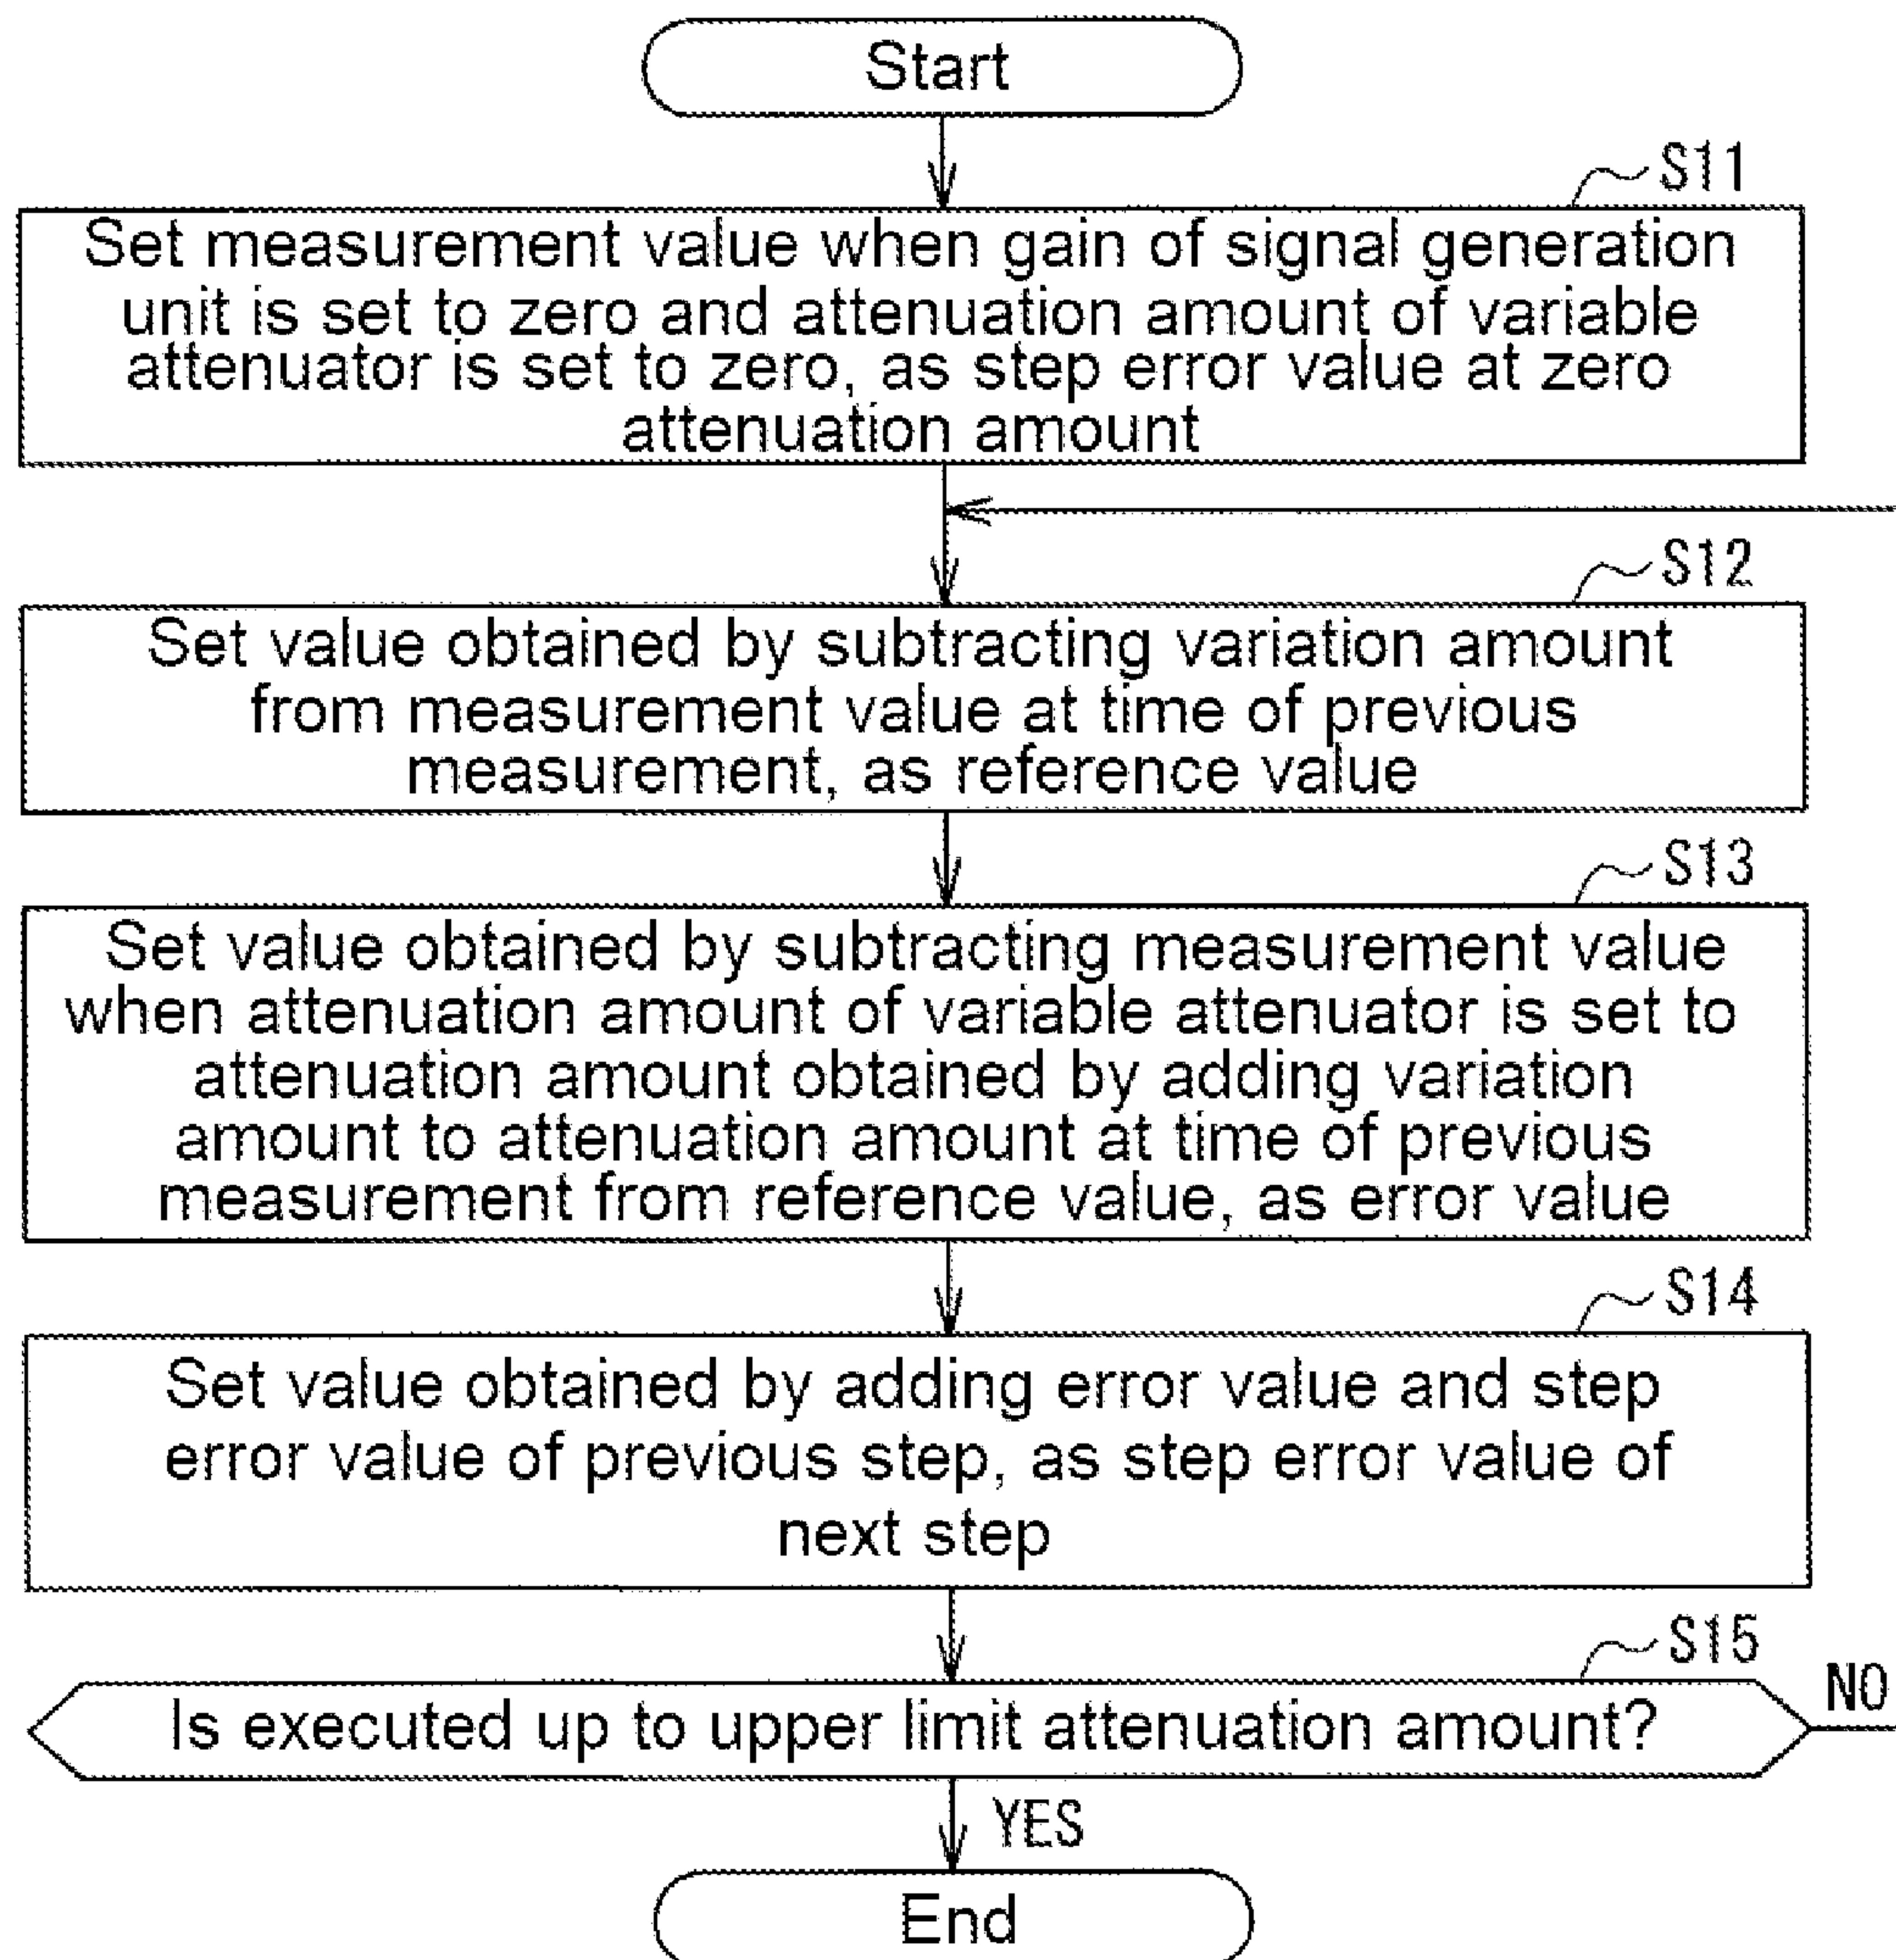 Start
S11
Set measurement value when gain of signal generation
unit is set to zero and attenuation amount of variable
attenuator is set to zero, as step error value at zero
attenuation amount
S12
Set value obtained by subtracting variation amount
from measurement value at time of previous
measurement, as reference value
S13
Set value obtained by subtracting measurement value
when attenuation amount of variable attenuator is set to
attenuation amount obtained by adding variation
amount to attenuation amount at time of previous
measurement from reference value, as error value
S14
Set value obtained by adding error value and step
error value of previous step, as step error value of
next step
S15
Is executed up to upper limit attenuation amount?
NO
YES
End